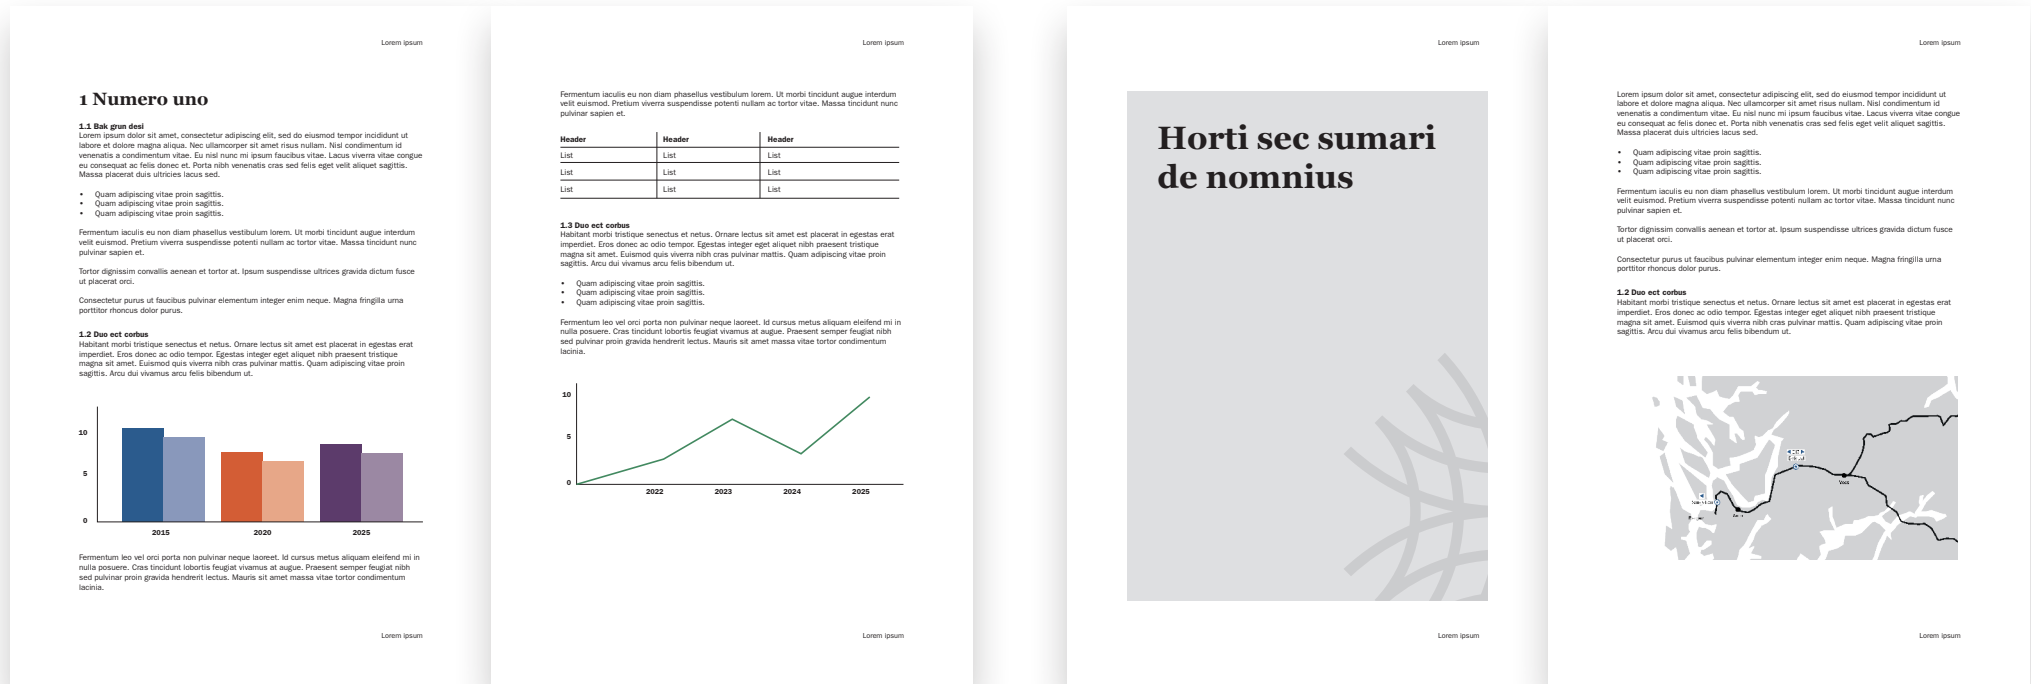 Lorem ipsum
1 Numero uno
1.1 Bak grun desi
Lorem ipsum dolor sit amet, consectetur adipiscing elit, sed do eiusmod tempor incididunt ut
labore et dolore magna aliqua. Nec ullamcorper sit amet risus nullam. Nisl condimentum id
venenatis a condimentum vitae. Eu nisl nunc mi ipsum faucibus vitae. Lacus viverra vitae congue
eu consequat ac felis donec et. Porta nibh venenatis cras sed felis eget velit aliquet sagittis.
Massa placerat duis ultricies lacus sed.
• Quam adipiscing vitae proin sagittis.
• Quam adipiscing vitae proin sagittis.
• Quam adipiscing vitae proin sagittis.
Fermentum iaculis eu non diam phasellus vestibulum lorem. Ut morbi tincidunt augue interdum
velit euismod. Pretium viverra suspendisse potenti nullam ac tortor vitae. Massa tincidunt nunc
pulvinar sapien et.
Tortor dignissim convallis aenean et tortor at. Ipsum suspendisse ultrices gravida dictum fusce
ut placerat orci.
Consectetur purus ut faucibus pulvinar elementum integer enim neque. Magna fringilla urna
porttitor rhoncus dolor purus.
1.2 Duo ect corbus
Habitant morbi tristique senectus et netus. Ornare lectus sit amet est placerat in egestas erat
imperdiet. Eros donec ac odio tempor. Egestas integer eget aliquet nibh praesent tristique
magna sit amet. Euismod quis viverra nibh cras pulvinar mattis. Quam adipiscing vitae proin
sagittis. Arcu dui vivamus arcu felis bibendum ut.
10
5
0
2015 2020 2025
Fermentum leo vel orci porta non pulvinar neque laoreet. Id cursus metus aliquam eleifend mi in
nulla posuere. Cras tincidunt lobortis feugiat vivamus at augue. Praesent semper feugiat nibh
sed pulvinar proin gravida hendrerit lectus. Mauris sit amet massa vitae tortor condimentum
lacinia.
Lorem ipsum
Lorem ipsum
Fermentum iaculis eu non diam phasellus vestibulum lorem. Ut morbi tincidunt augue interdum
velit euismod. Pretium viverra suspendisse potenti nullam ac tortor vitae. Massa tincidunt nunc
pulvinar sapien et.
Header Header Header
List List List
List List List
List List List
1.3 Duo ect corbus
Habitant morbi tristique senectus et netus. Ornare lectus sit amet est placerat in egestas erat
imperdiet. Eros donec ac odio tempor. Egestas integer eget aliquet nibh praesent tristique
magna sit amet. Euismod quis viverra nibh cras pulvinar mattis. Quam adipiscing vitae proin
sagittis. Arcu dui vivamus arcu felis bibendum ut.
• Quam adipiscing vitae proin sagittis.
• Quam adipiscing vitae proin sagittis.
• Quam adipiscing vitae proin sagittis.
Fermentum leo vel orci porta non pulvinar neque laoreet. Id cursus metus aliquam eleifend mi in
nulla posuere. Cras tincidunt lobortis feugiat vivamus at augue. Praesent semper feugiat nibh
sed pulvinar proin gravida hendrerit lectus. Mauris sit amet massa vitae tortor condimentum
lacinia.
10
5
0
2022 2023 2024 2025
Lorem ipsum
Lorem ipsum
Horti sec sumari
de nomnius
Lorem ipsum
Lorem ipsum
Lorem ipsum dolor sit amet, consectetur adipiscing elit, sed do eiusmod tempor incididunt ut
labore et dolore magna aliqua. Nec ullamcorper sit amet risus nullam. Nisl condimentum id
venenatis a condimentum vitae. Eu nisl nunc mi ipsum faucibus vitae. Lacus viverra vitae congue
eu consequat ac felis donec et. Porta nibh venenatis cras sed felis eget velit aliquet sagittis.
Massa placerat duis ultricies lacus sed.
• Quam adipiscing vitae proin sagittis.
• Quam adipiscing vitae proin sagittis.
• Quam adipiscing vitae proin sagittis.
Fermentum iaculis eu non diam phasellus vestibulum lorem. Ut morbi tincidunt augue interdum
velit euismod. Pretium viverra suspendisse potenti nullam ac tortor vitae. Massa tincidunt nunc
pulvinar sapien et.
Tortor dignissim convallis aenean et tortor at. Ipsum suspendisse ultrices gravida dictum fusce
ut placerat orci.
Consectetur purus ut faucibus pulvinar elementum integer enim neque. Magna fringilla urna
porttitor rhoncus dolor purus.
1.2 Duo ect corbus
Habitant morbi tristique senectus et netus. Ornare lectus sit amet est placerat in egestas erat
imperdiet. Eros donec ac odio tempor. Egestas integer eget aliquet nibh praesent tristique
magna sit amet. Euismod quis viverra nibh cras pulvinar mattis. Quam adipiscing vitae proin
sagittis. Arcu dui vivamus arcu felis bibendum ut.
Lorem ipsum